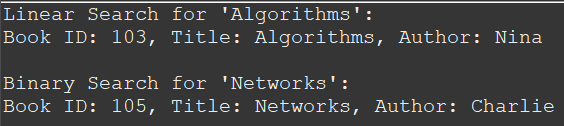 Linear Search for 'Algorithms':
Book ID: 103, Title: Algorithms, Author: Nina
Binary Search for 'Networks':
Book ID: 105, Title: Networks, Author: Charlie